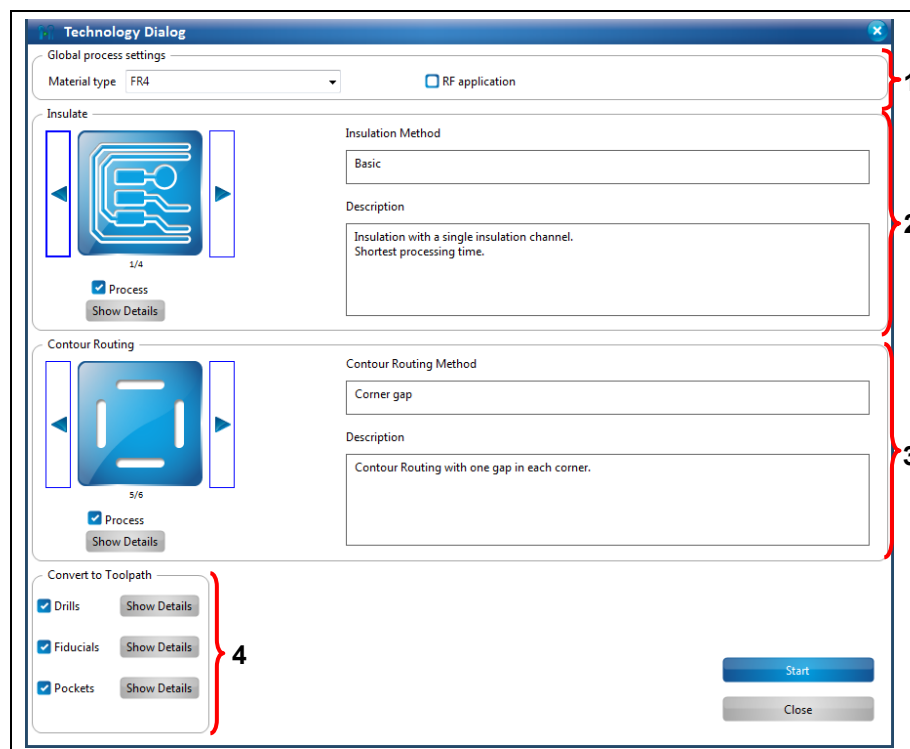 Technology Dialog
Global process settings
Material type FR4 RF application
1
Insulate
Insulation Method
Basic
Description
Insulation with a single insulation channel.
Shortest processing time.
2
1/4
Process
Show Details
Contour Routing
Contour Routing Method
Corner gap
Description
Contour Routing with one gap in each corner.
3
5/6
Process
Show Details
Convert to Toolpath
Drills Show Details
Fiducials Show Details
4
Pockets Show Details
Start
Close